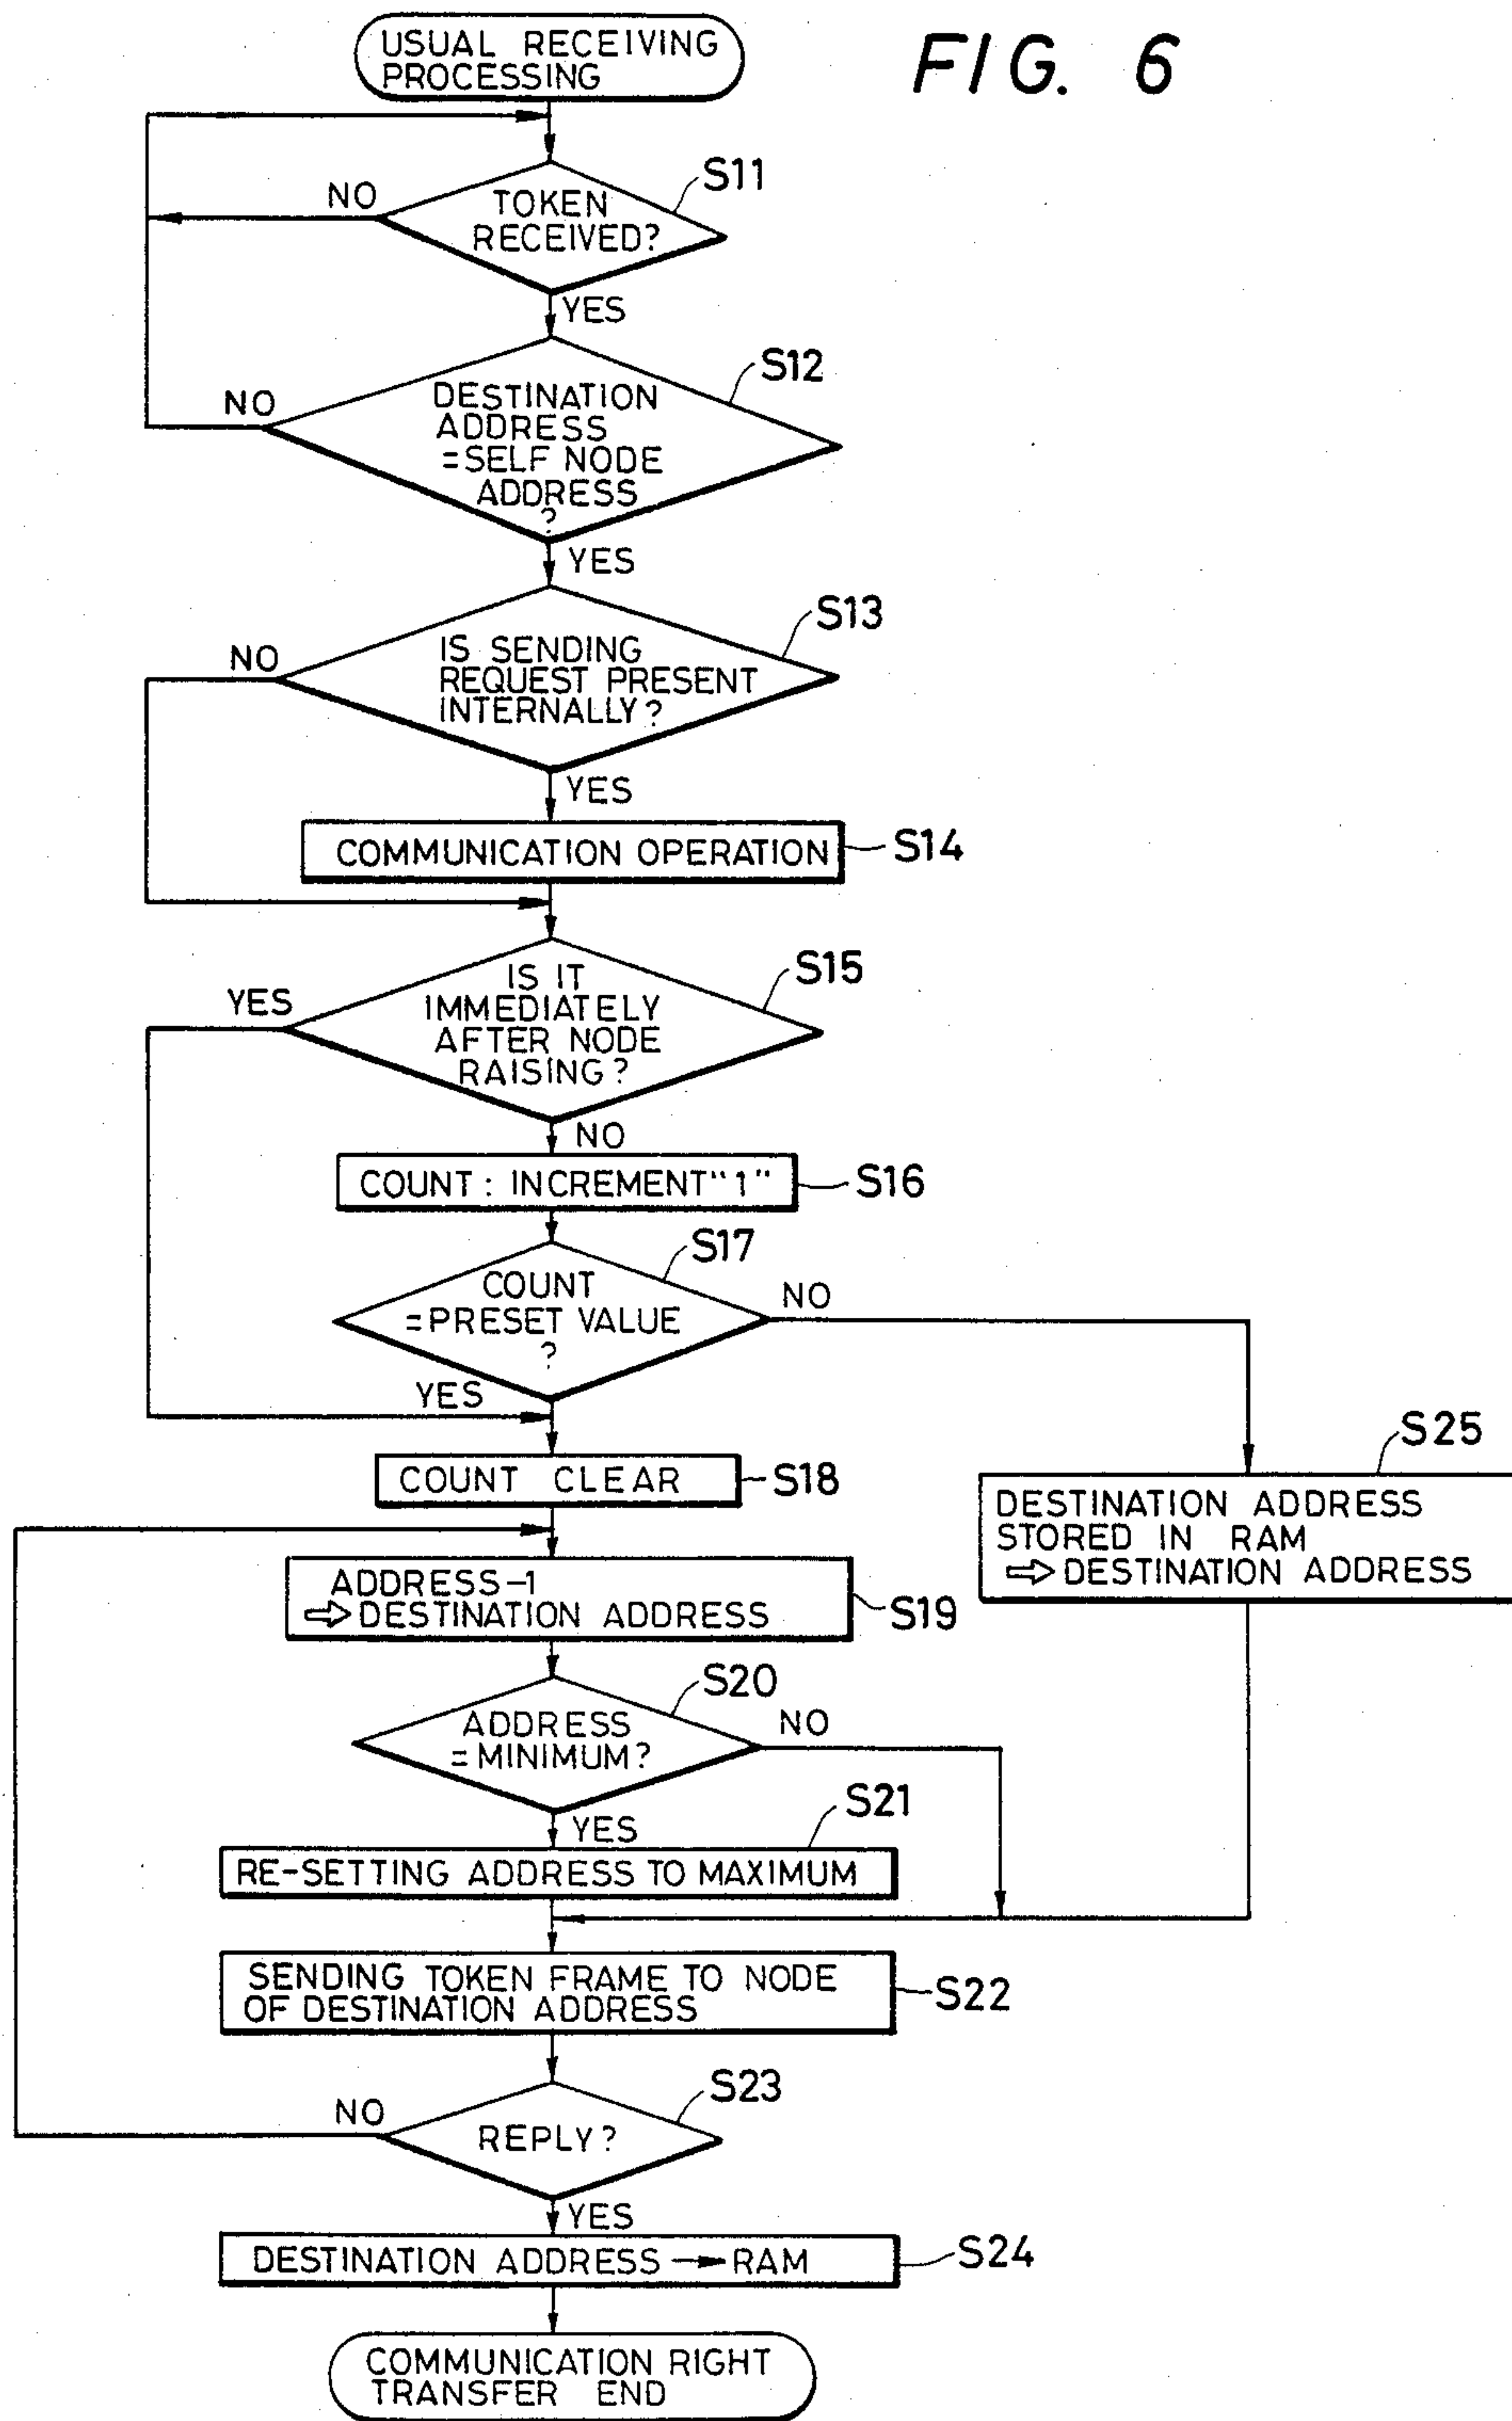 USUAL RECEIVING
PROCESSING
FIG. 6
S11
NO
TOKEN
RECEIVED?
YES
S12
NO
DESTINATION
ADDRESS
=SELF NODE
ADDRESS
?
YES
S13
NO
IS SENDING
REQUEST PRESENT
INTERNALLY?
YES
COMMUNICATION OPERATION
S14
S15
YES
IS IT
IMMEDIATELY
AFTER NODE
RAISING?
NO
COUNT: INCREMENT "1"
S16
S17
COUNT
=PRESET VALUE
?
NO
YES
S25
COUNT CLEAR
S18
DESTINATION ADDRESS
STORED IN RAM
⇨ DESTINATION ADDRESS
ADDRESS-1
⇨ DESTINATION ADDRESS
S19
S20
ADDRESS
=MINIMUM?
NO
S21
YES
RE-SETTING ADDRESS TO MAXIMUM
SENDING TOKEN FRAME TO NODE
OF DESTINATION ADDRESS
S22
S23
NO
REPLY?
YES
DESTINATION ADDRESS → RAM
S24
COMMUNICATION RIGHT
TRANSFER END